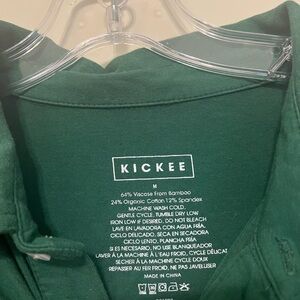 KICKEE
M
64% Viscose From Bamboo
24% Organic Cotton 12% Spandex
MACHINE WASH COLD,
GENTLE CYCLE, TUMBLE DRY LOW
IRON LOW IF DESIRED. DO NOT BLEACH
LAVE EN LAVADORA CON AGUA FRÍA,
CICLO DELICADO, SECA EN SECADORA
CICLO LENTO, PLANCHA FRÍA
SI ES NECESARIO, NO USE BLANQUEADOR
LAVER À LA MACHINE À L'EAU FROID, CYCLE DÉLICAT
SÉCHER À LA MACHINE CYCLE DOUX
REPASSER AU FER FROID, NE PAS JAVELLISER
MADE IN CHINA